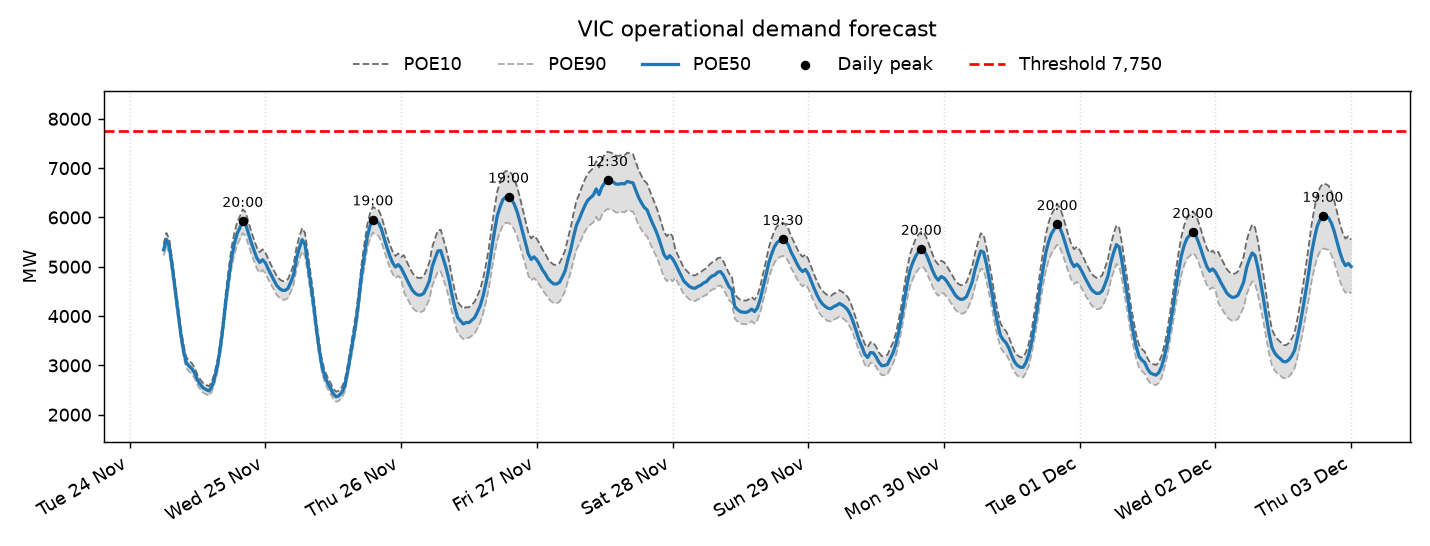 VIC operational demand forecast
POE10 POE90 POE50 Daily peak Threshold 7,750
MW
8000
7000
6000
5000
4000
3000
2000
20:00
19:00
19:00
12:30
19:30
20:00
20:00
20:00
19:00
Tue 24 Nov
Wed 25 Nov
Thu 26 Nov
Fri 27 Nov
Sat 28 Nov
Sun 29 Nov
Mon 30 Nov
Tue 01 Dec
Wed 02 Dec
Thu 03 Dec